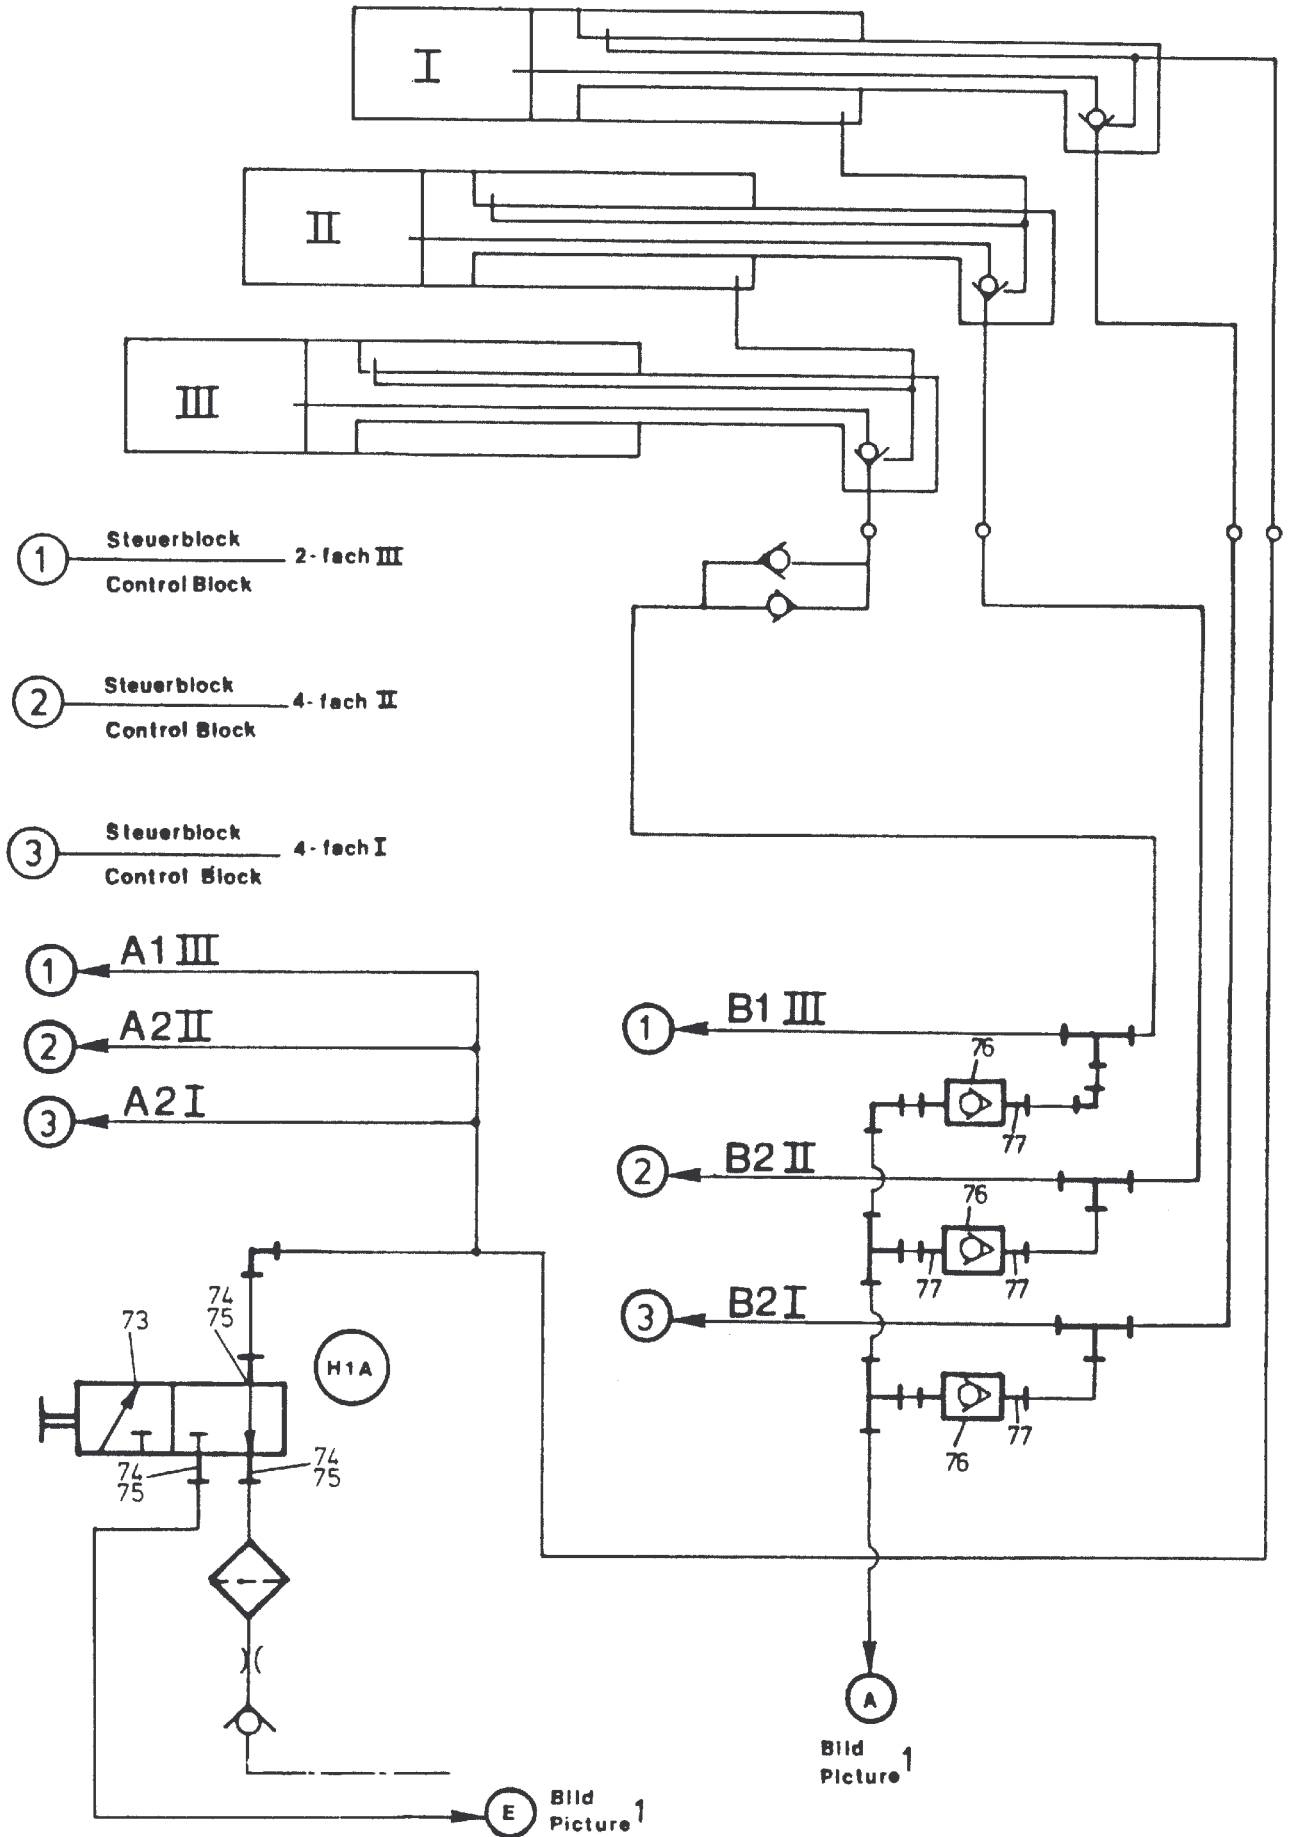 I
II
III
Steuerblock
1 2-fach III
Control Block
Steuerblock
2 4-fach II
Control Block
Steuerblock
3 4-fach I
Control Block
1 A1 III
2 A2 II
3 A2 I
1 B1 III
76
77
2 B2 II
76
77 77
3 B2 I
77
76
74
75
73
H1A
74
75
74
75
A
Bild
Picture 1
E
Bild
Picture 1